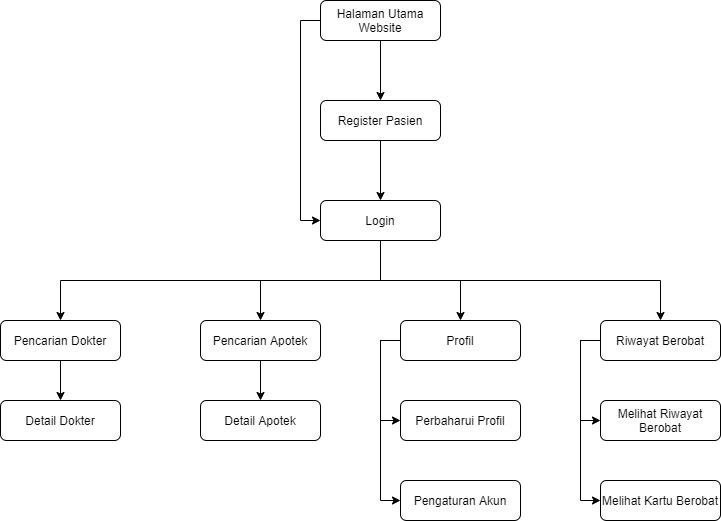 Halaman Utama
Website
Register Pasien
Login
Pencarian Dokter
Pencarian Apotek
Profil
Riwayat Berobat
Detail Dokter
Detail Apotek
Perbaharui Profil
Melihat Riwayat
Berobat
Pengaturan Akun
Melihat Kartu Berobat